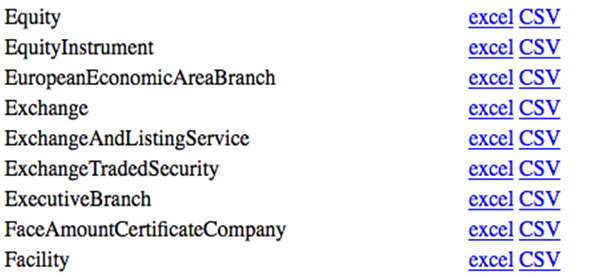 Equity excel CSV
EquityInstrument excel CSV
EuropeanEconomicAreaBranch excel CSV
Exchange excel CSV
ExchangeAndListingService excel CSV
ExchangeTradedSecurity excel CSV
ExecutiveBranch excel CSV
FaceAmountCertificateCompany excel CSV
Facility excel CSV